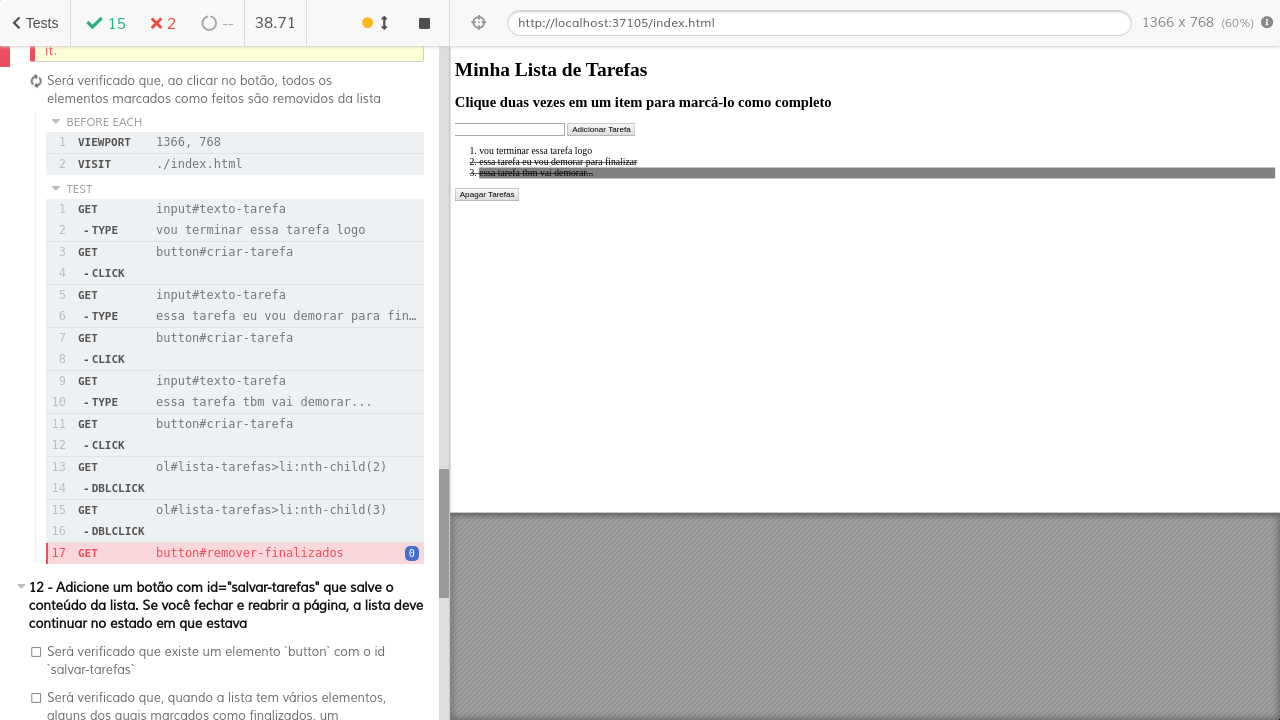 Tests
15
2
--
38.71
http://localhost:37105/index.html
1366 x 768 (60%)
it.
Será verificado que, ao clicar no botão, todos os
elementos marcados como feitos são removidos da lista
BEFORE EACH
1 VIEWPORT 1366, 768
2 VISIT ./index.html
TEST
1 GET input#texto-tarefa
2 -TYPE vou terminar essa tarefa logo
3 GET button#criar-tarefa
4 -CLICK
5 GET input#texto-tarefa
6 -TYPE essa tarefa eu vou demorar para fin…
7 GET button#criar-tarefa
8 -CLICK
9 GET input#texto-tarefa
10 -TYPE essa tarefa tbm vai demorar...
11 GET button#criar-tarefa
12 -CLICK
13 GET ol#lista-tarefas>li:nth-child(2)
14 -DBLCLICK
15 GET ol#lista-tarefas>li:nth-child(3)
16 -DBLCLICK
17 GET button#remover-finalizados 0
12 - Adicione um botão com id="salvar-tarefas" que salve o
conteúdo da lista. Se você fechar e reabrir a página, a lista deve
continuar no estado em que estava
Será verificado que existe um elemento `button` com o id
`salvar-tarefas`
Será verificado que, quando a lista tem vários elementos,
alguns dos quais marcados como finalizados, um
Minha Lista de Tarefas
Clique duas vezes em um item para marcá-lo como completo
Adicionar Tarefa
1. vou terminar essa tarefa logo
2. essa tarefa eu vou demorar para finalizar
3. essa tarefa tbm vai demorar...
Apagar Tarefas